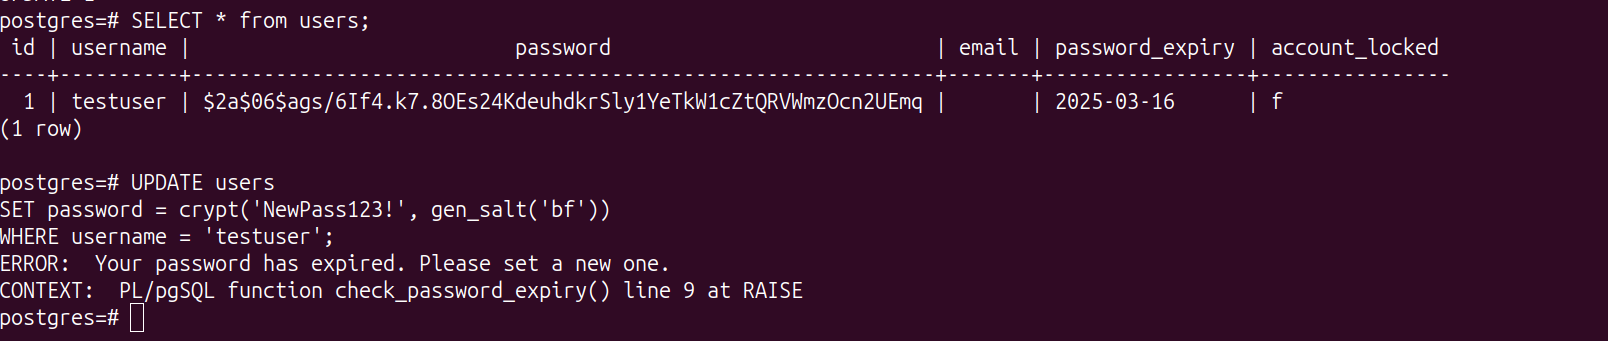 postgres=# SELECT * from users;
 id | username |                           password                           | email | password_expiry | account_locked
----+----------+--------------------------------------------------------------+-------+-----------------+----------------
  1 | testuser | $2a$06$ags/6If4.k7.8OEs24KdeuhdkrSly1YeTkW1cZtQRVWmzOcn2UEmq |       | 2025-03-16      | f
(1 row)
postgres=# UPDATE users
SET password = crypt('NewPass123!', gen_salt('bf'))
WHERE username = 'testuser';
ERROR:  Your password has expired. Please set a new one.
CONTEXT:  PL/pgSQL function check_password_expiry() line 9 at RAISE
postgres=#